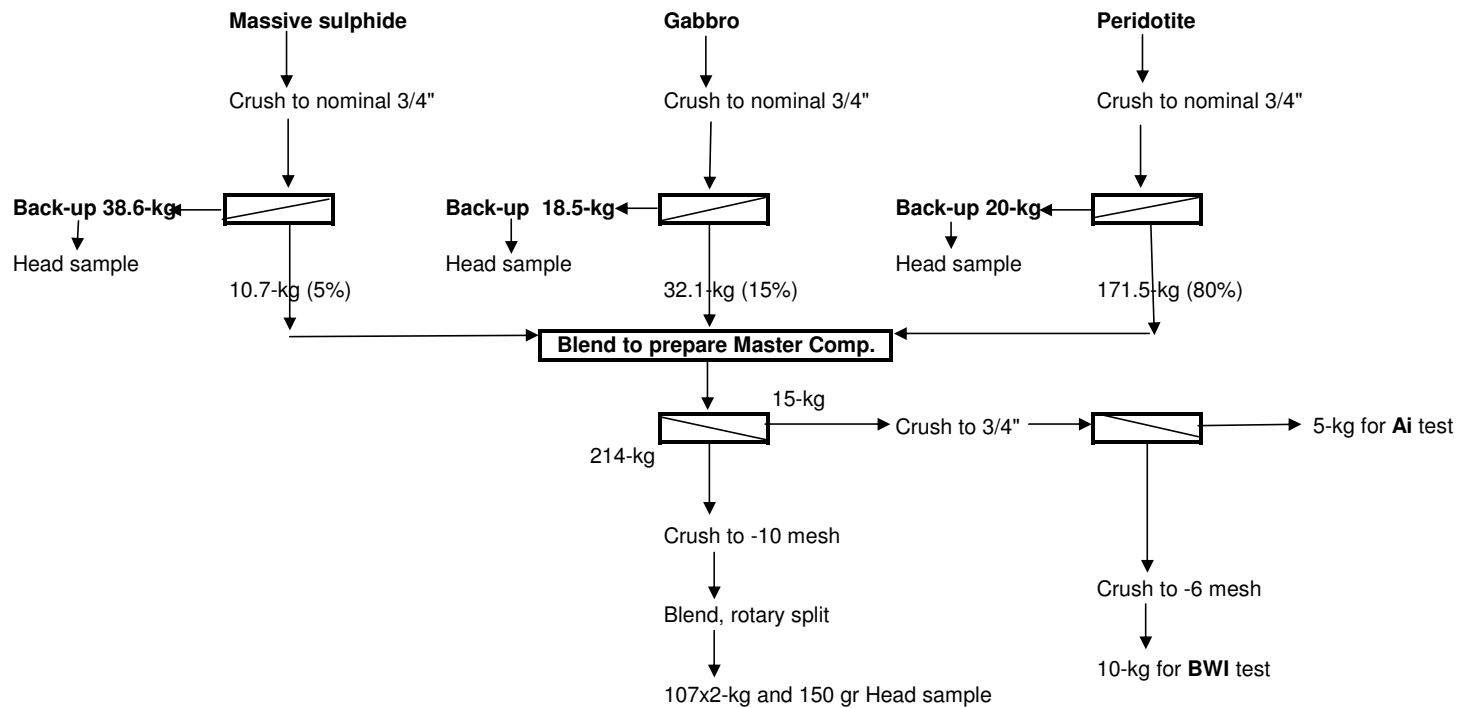 Massive sulphide
Gabbro
Peridotite
Crush to nominal 3/4"
Crush to nominal 3/4"
Crush to nominal 3/4"
Back-up 38.6-kg
Back-up 18.5-kg
Back-up 20-kg
Head sample
Head sample
Head sample
10.7-kg (5%)
32.1-kg (15%)
171.5-kg (80%)
Blend to prepare Master Comp.
15-kg
Crush to 3/4"
5-kg for Ai test
214-kg
Crush to -10 mesh
Crush to -6 mesh
Blend, rotary split
10-kg for BWI test
107x2-kg and 150 gr Head sample